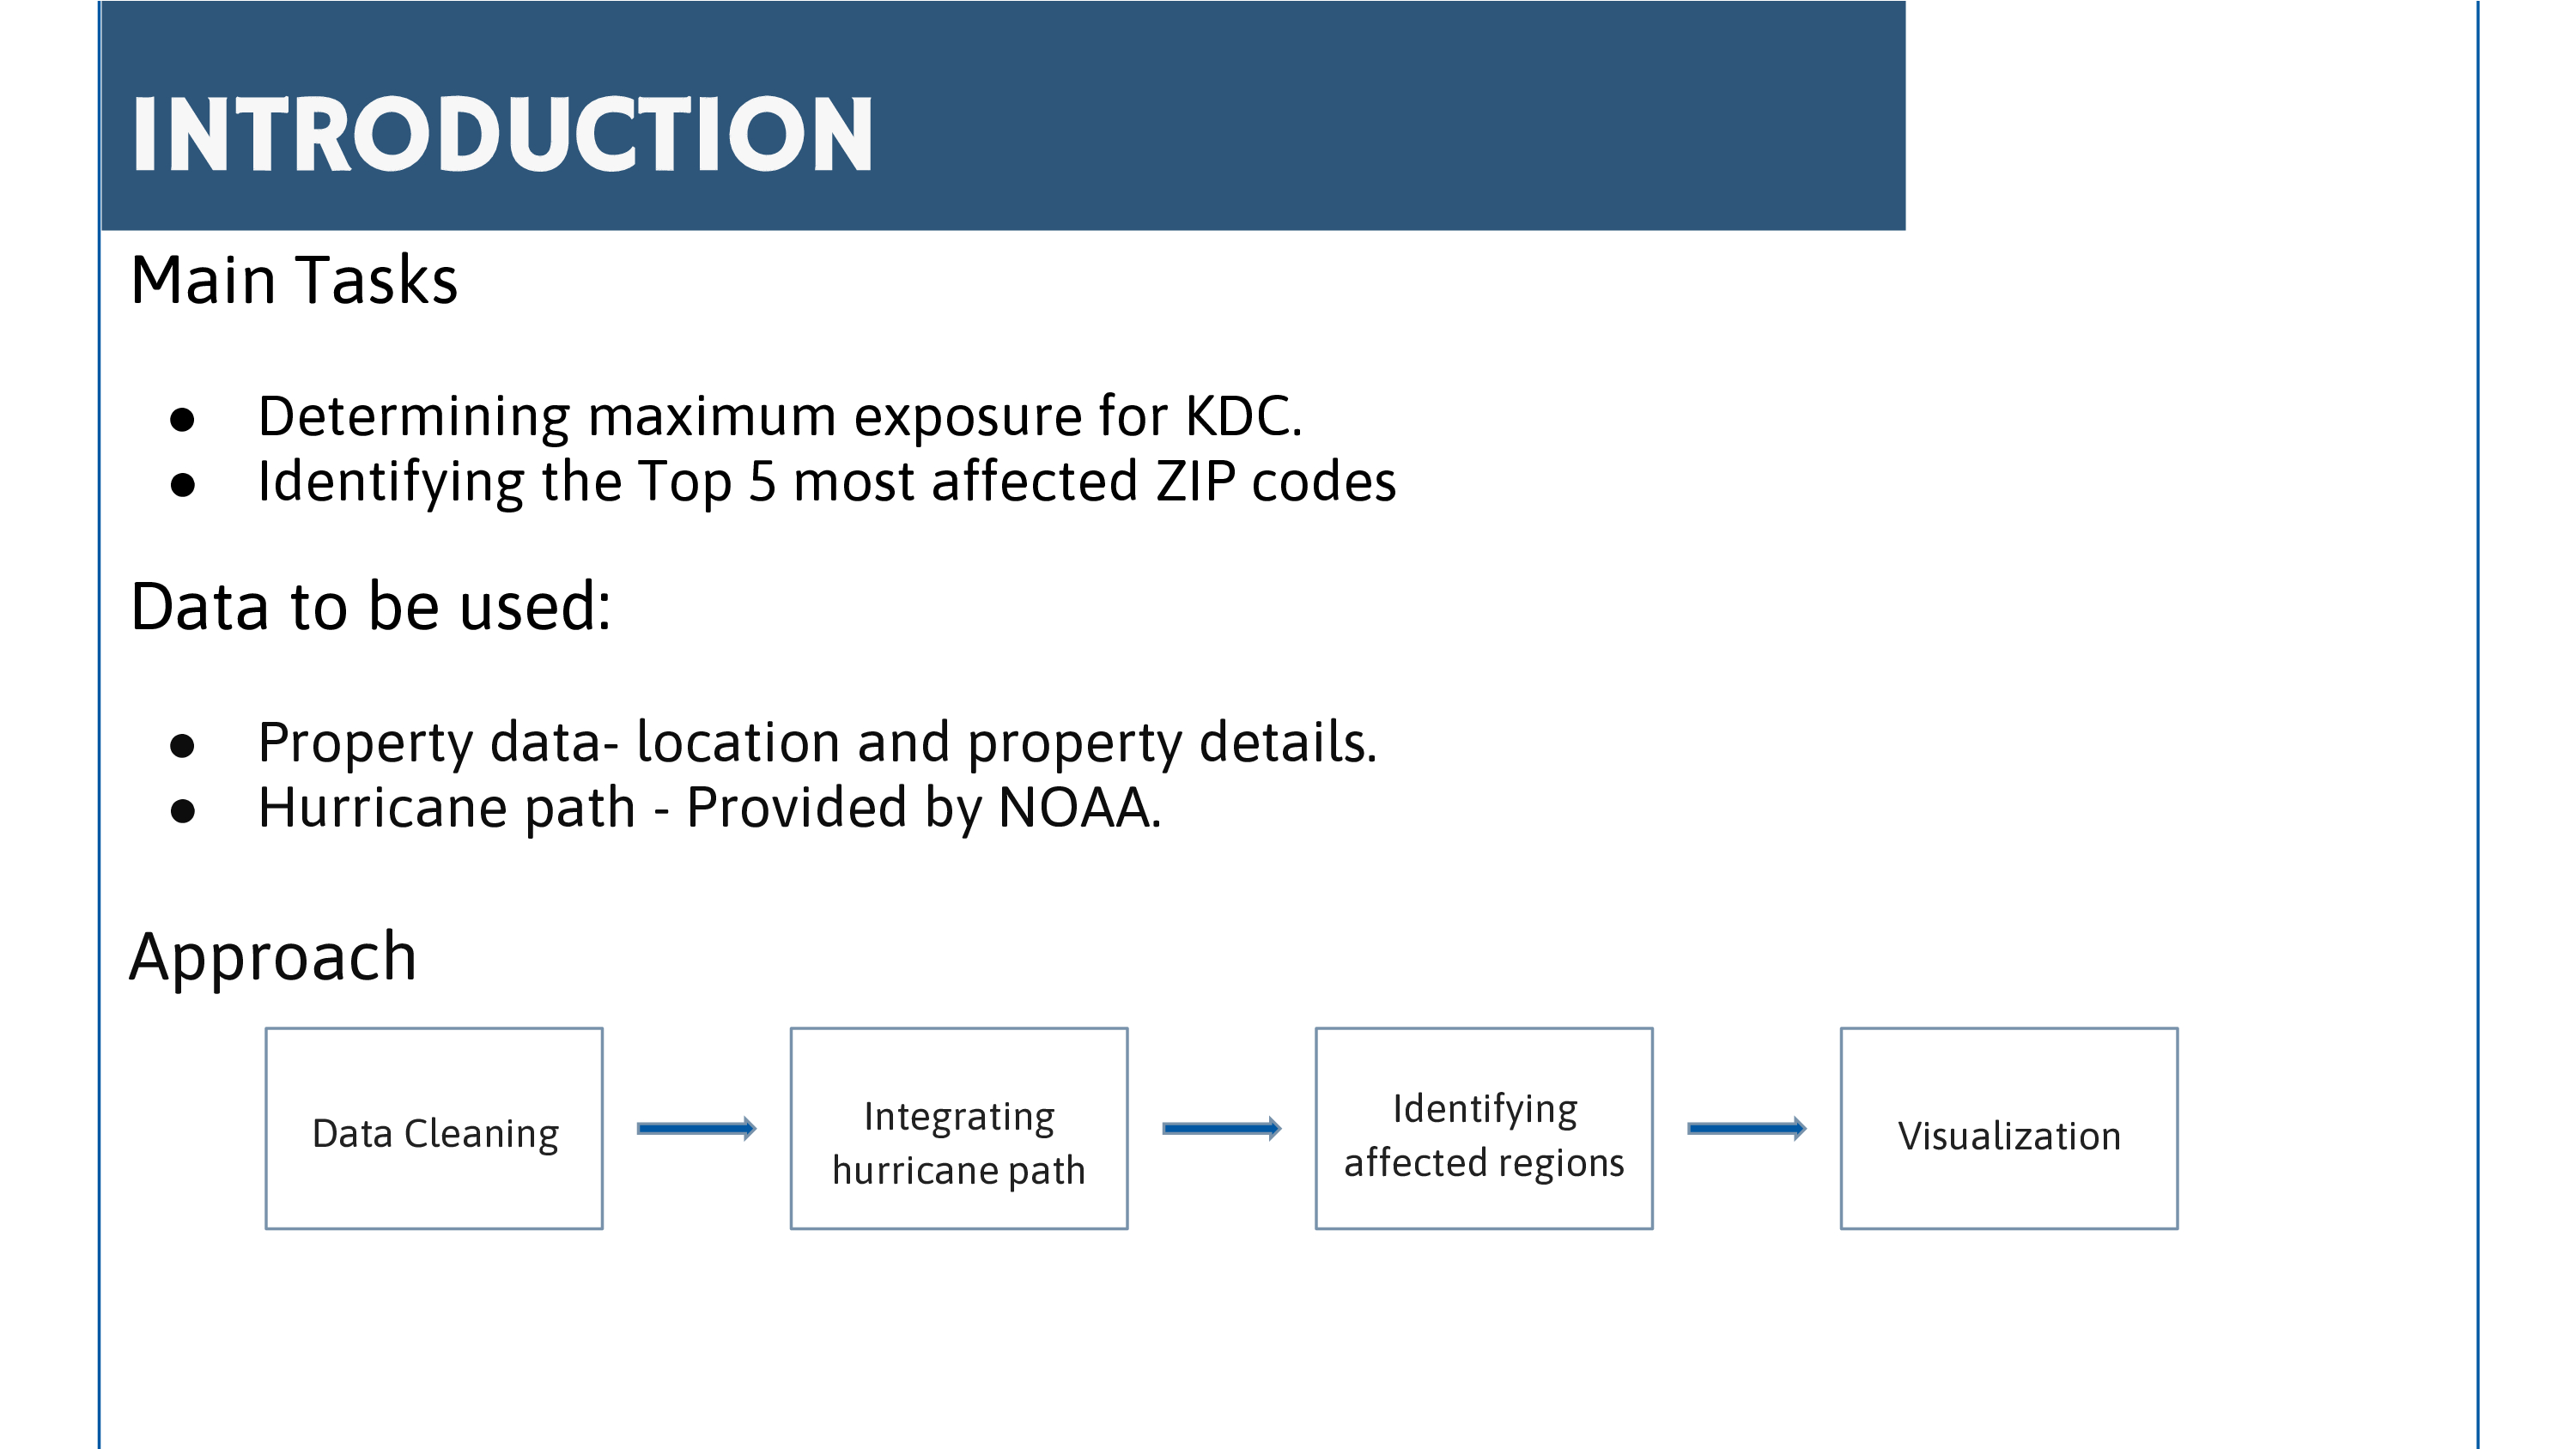 INTRODUCTION
Main Tasks
● Determining maximum exposure for KDC.
● Identifying the Top 5 most affected ZIP codes
Data to be used:
● Property data- location and property details.
● Hurricane path - Provided by NOAA.
Approach
Data Cleaning
Integrating
hurricane path
Identifying
affected regions
Visualization